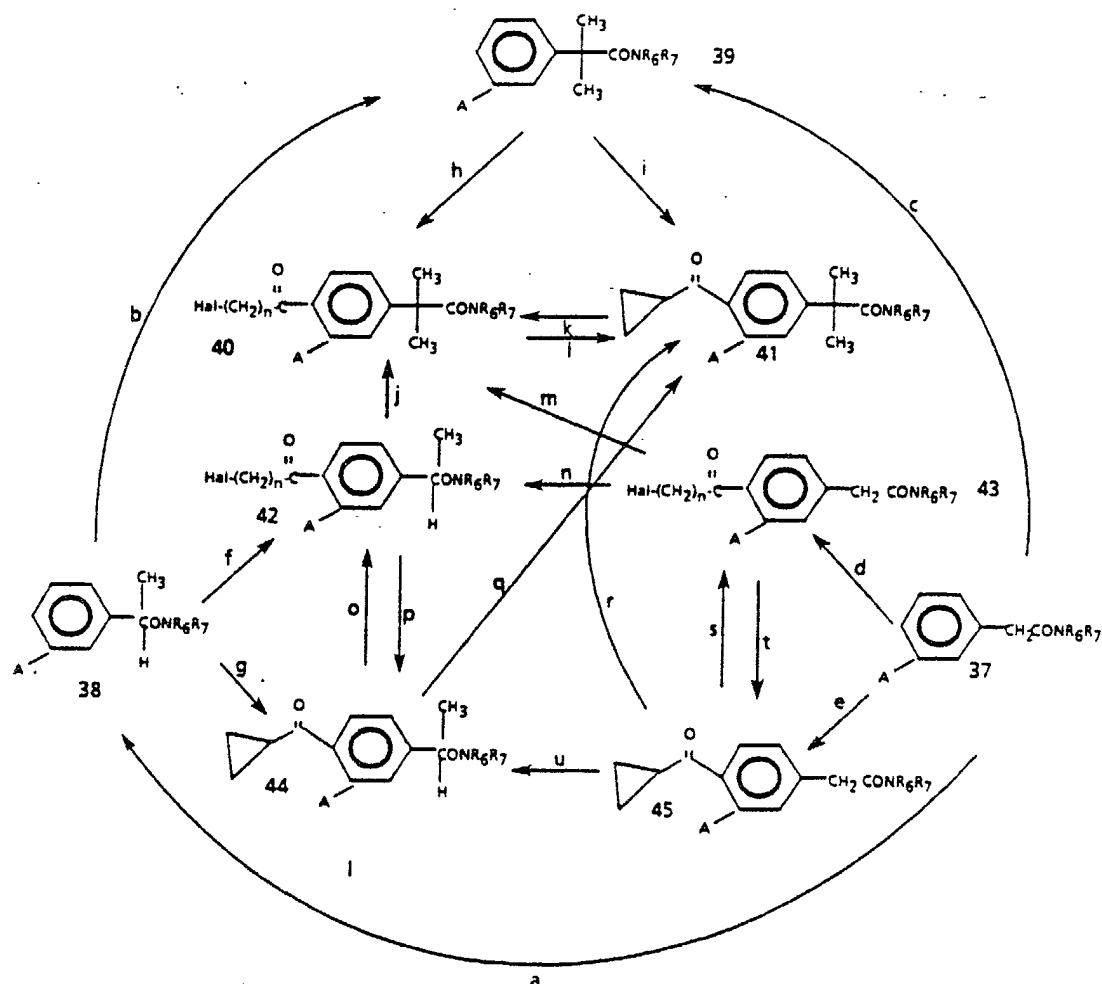 CH₃
CONR₆R₇ 39
CH₃
A
h i
b c
O CH₃
Hal-(CH₂)ₙ-C CONR₆R₇
40 A CH₃
k
l
O CH₃
CONR₆R₇
A 41 CH₃
j m
O CH₃
Hal-(CH₂)ₙ-C CONR₆R₇
42 A H
n
O
Hal-(CH₂)ₙ-C CH₂ CONR₆R₇ 43
A
f o p q r s t d
CH₃
CONR₆R₇
A H
38
g
CH₂CONR₆R₇
A 37
e
O CH₃
CONR₆R₇
44 A H
u
O
CH₂ CONR₆R₇
45 A
l
a